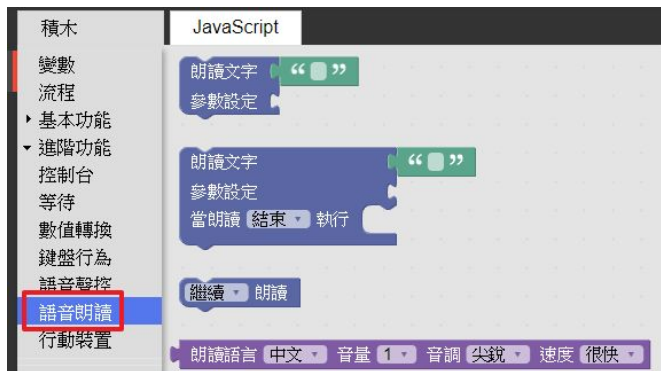 積木
JavaScript
變數
流程
基本功能
進階功能
控制台
等待
數值轉換
鍵盤行為
語音聲控
語音朗讀
行動裝置
朗讀文字 “ ”
參數設定
朗讀文字 “ ”
參數設定
當朗讀 結束 執行
繼續 朗讀
朗讀語言 中文 音量 1 音調 尖銳 速度 很快